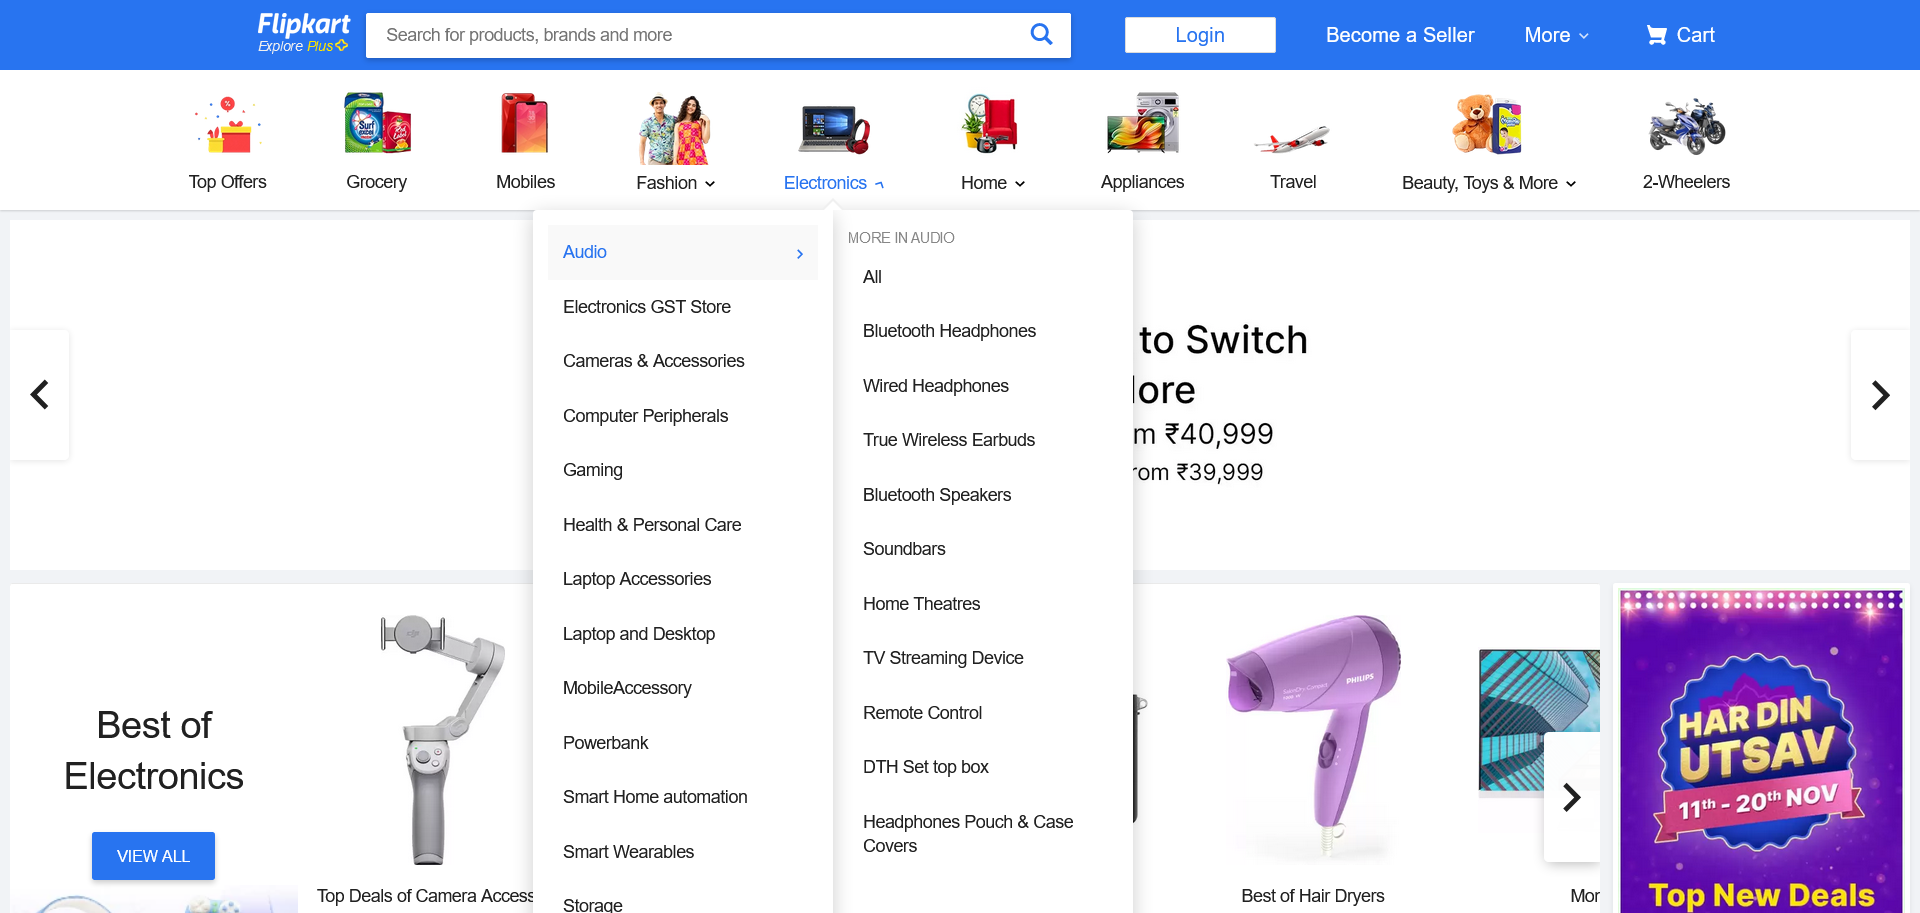 Flipkart
Explore Plus
Search for products, brands and more
Login
Become a Seller
More
Cart
Top Offers
Grocery
Mobiles
Fashion
Electronics
Home
Appliances
Travel
Beauty, Toys & More
2-Wheelers
Audio
Electronics GST Store
Cameras & Accessories
Computer Peripherals
Gaming
Health & Personal Care
Laptop Accessories
Laptop and Desktop
MobileAccessory
Powerbank
Smart Home automation
Smart Wearables
Storage
MORE IN AUDIO
All
Bluetooth Headphones
Wired Headphones
True Wireless Earbuds
Bluetooth Speakers
Soundbars
Home Theatres
TV Streaming Device
Remote Control
DTH Set top box
Headphones Pouch & Case
Covers
to Switch
₹40,999
₹39,999
Best of
Electronics
VIEW ALL
Top Deals of Camera
PHILIPS
Best of Hair Dryers
HAR DIN
UTSAV
11th - 20th NOV
Top New Deals
Surf
excel